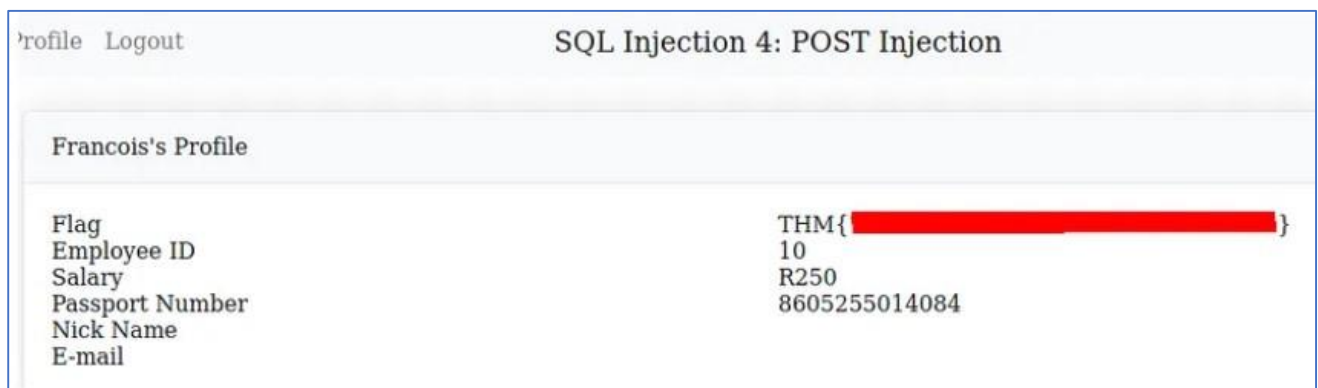 rofile Logout
SQL Injection 4: POST Injection
Francois's Profile
Flag THM{ }
Employee ID 10
Salary R250
Passport Number 8605255014084
Nick Name
E-mail